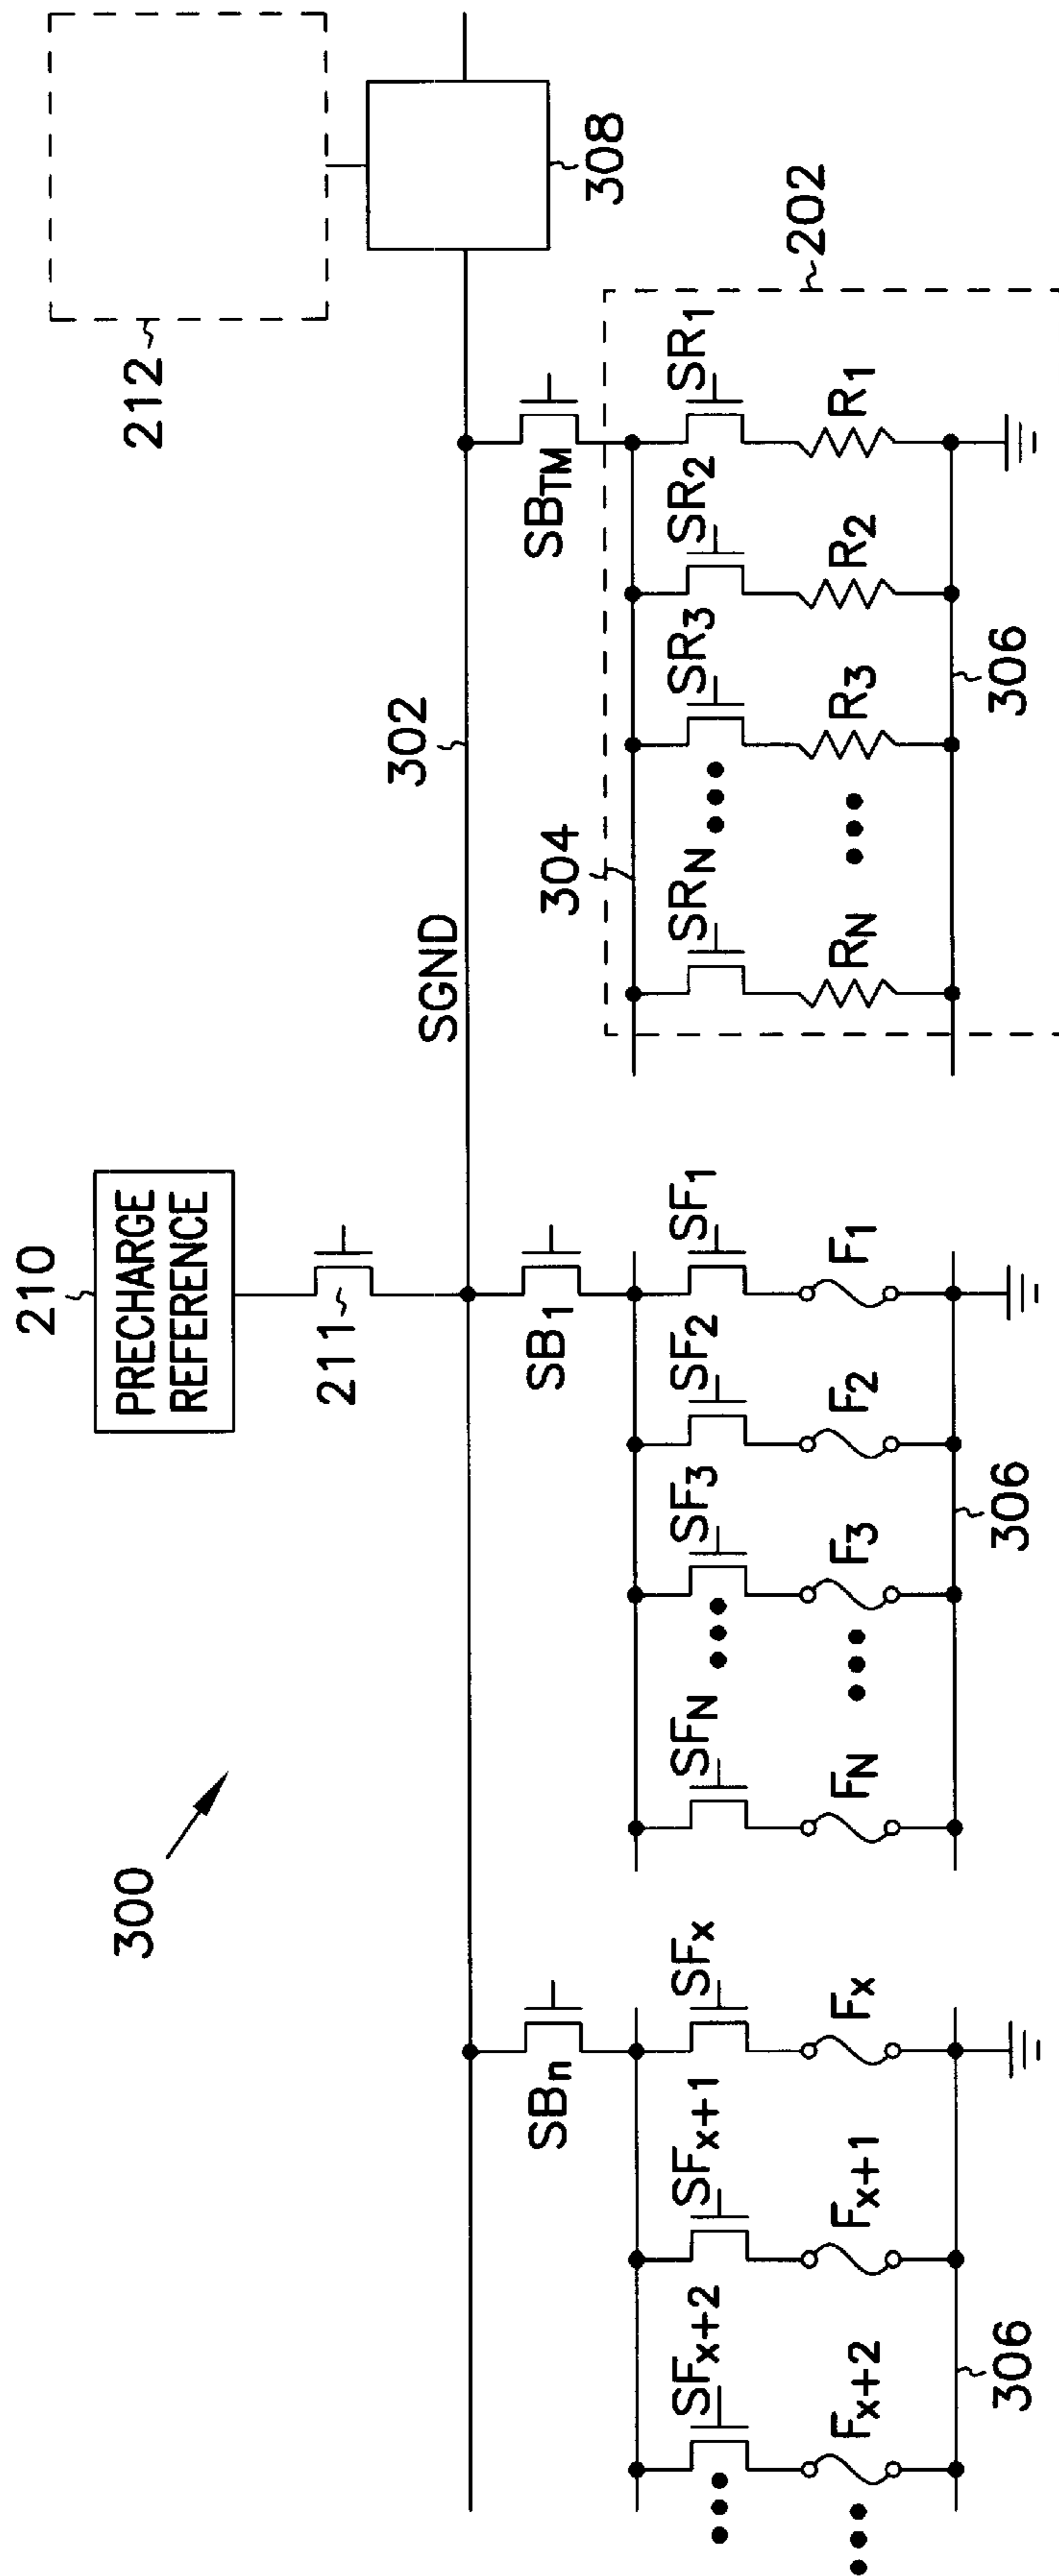 300
210
PRECHARGE
REFERENCE
211
212
308
SGND
302
SBn
SB1
SBTM
202
304
SFx+2
SFx+1
SFx
SFN
SF3
SF2
SF1
SRN
SR3
SR2
SR1
Fx+2
Fx+1
Fx
FN
F3
F2
F1
RN
R3
R2
R1
306
306
306